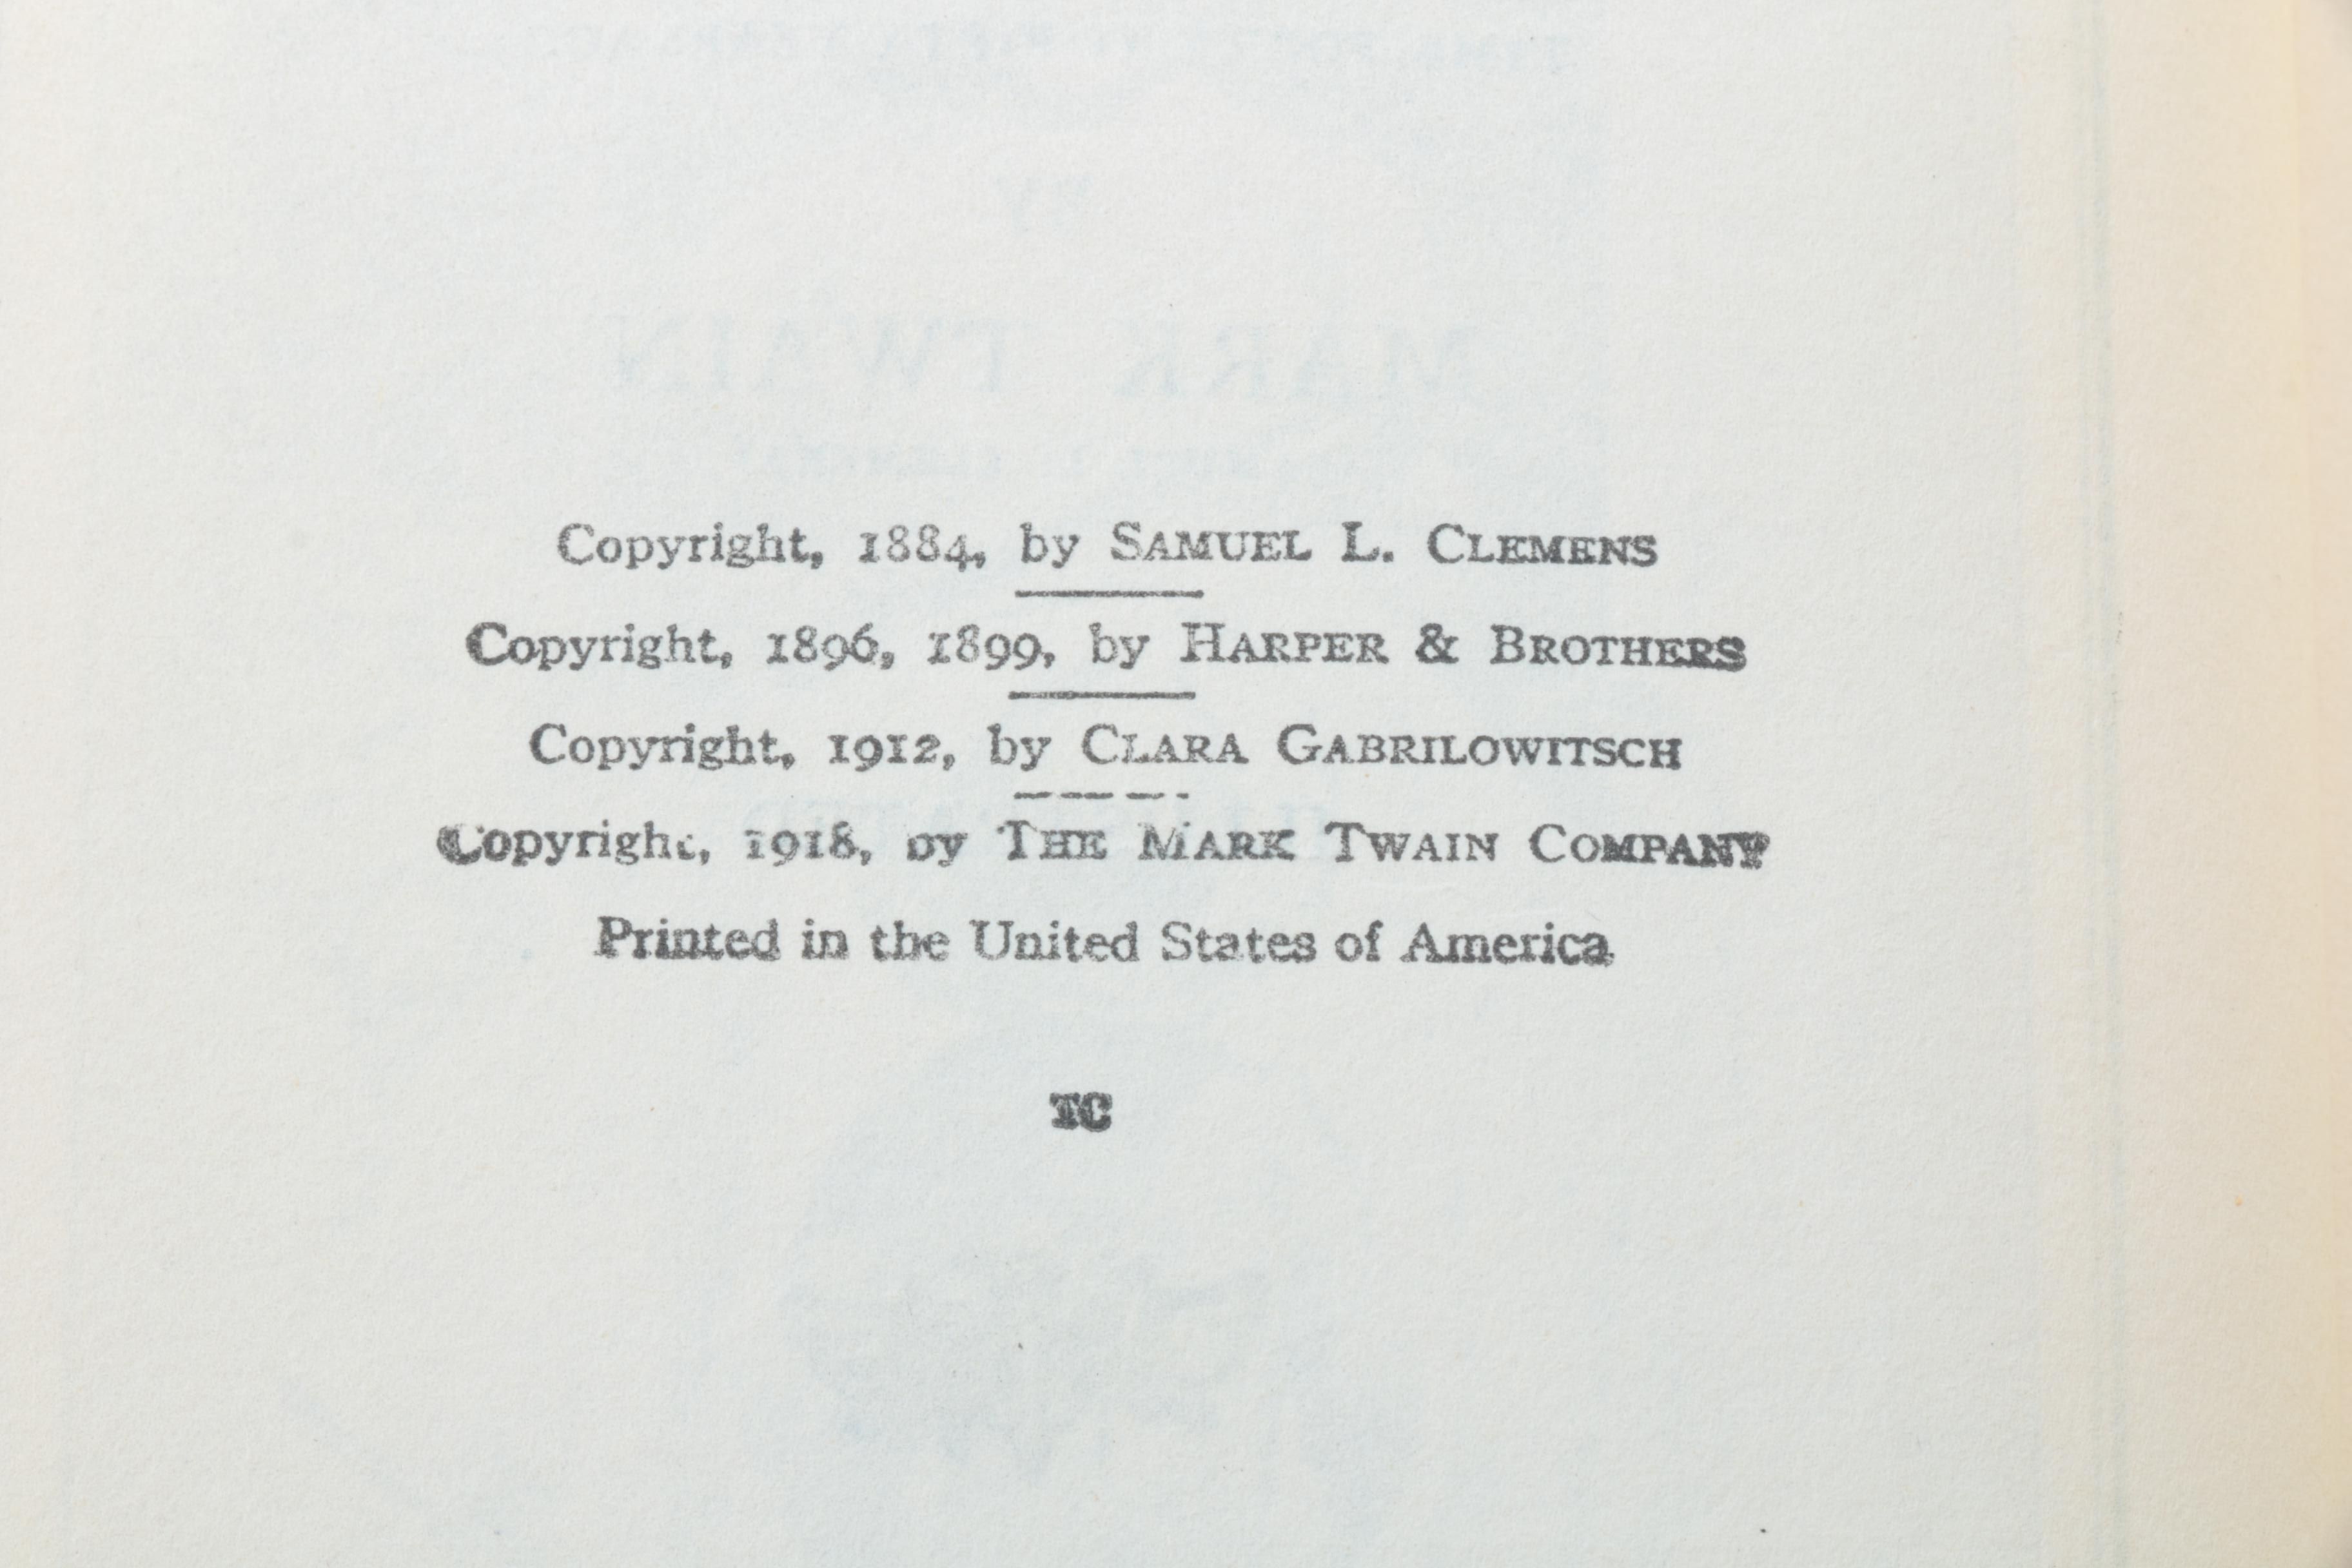 Copyright, 1884, by SAMUEL L. CLEMENS
Copyright, 1896, 1899, by HARPER & BROTHERS
Copyright, 1912, by CLARA GABRILOWITSCH
Copyright, 1918, by THE MARK TWAIN COMPANY
Printed in the United States of America
TC